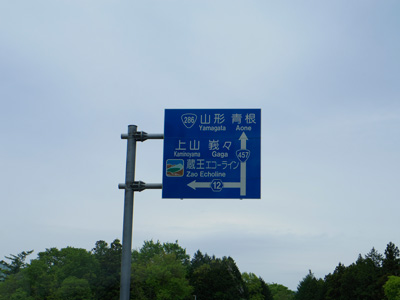 286 山形 青根
Yamagata Aone
上山 峩々
Kaminoyama Gaga
457
蔵王エコーライン
Zao Echoline
12